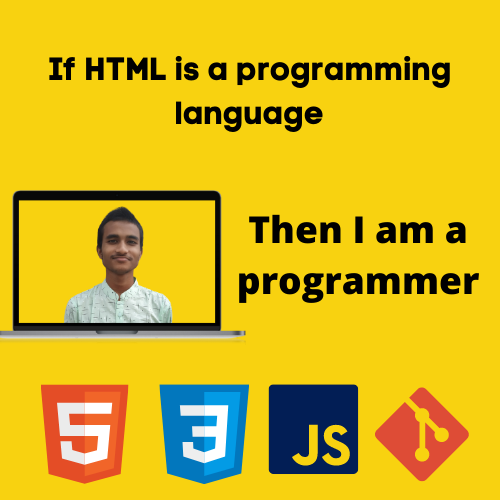 If HTML is a programming
language
Then I am a
programmer
5
3
JS